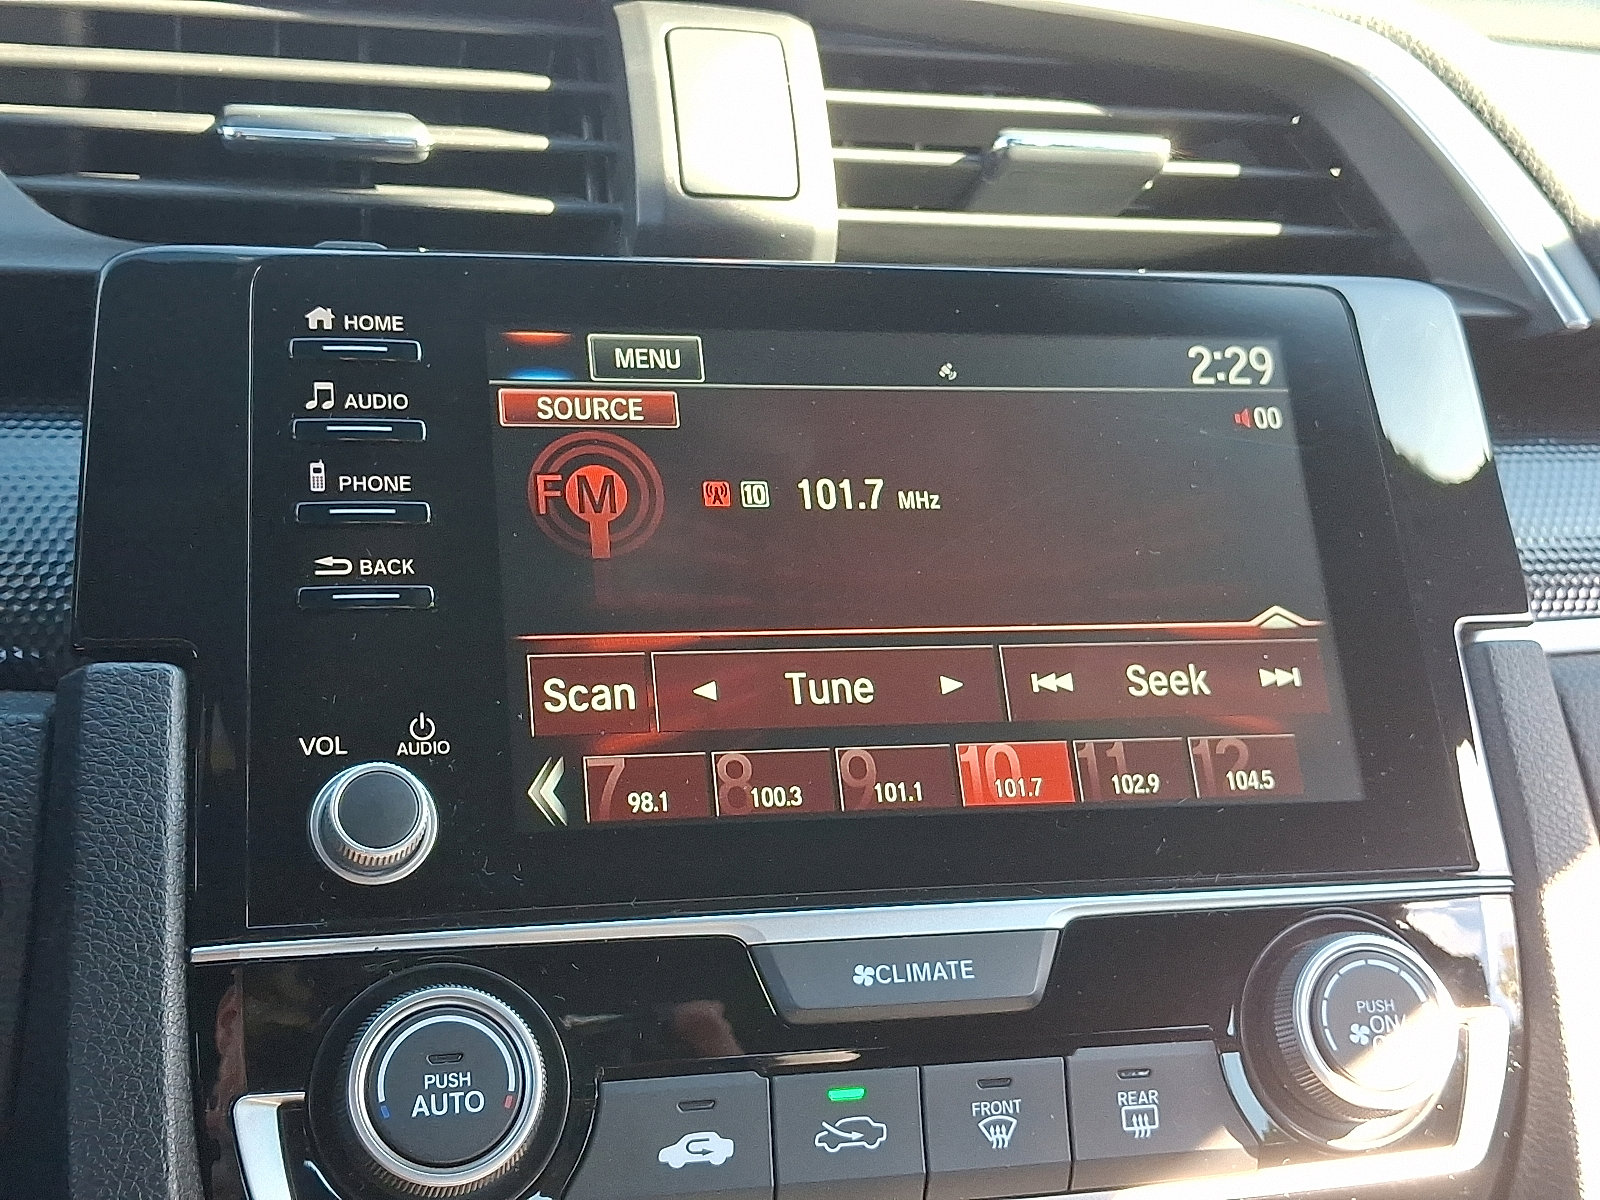 HOME
AUDIO
PHONE
BACK
VOL
AUDIO
MENU
2:29
SOURCE
00
FM
10 101.7 MHz
Scan Tune Seek
7 98.1
8 100.3
9 101.1
10 101.7
11 102.9
12 104.5
CLIMATE
PUSH
AUTO
FRONT
REAR
PUSH
ON